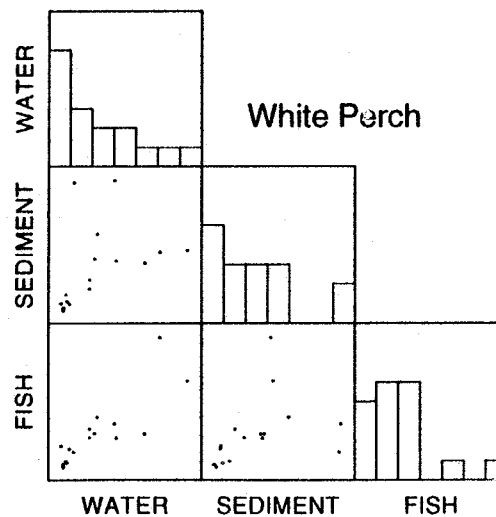 WATER
White Perch
SEDIMENT
FISH
WATER SEDIMENT FISH